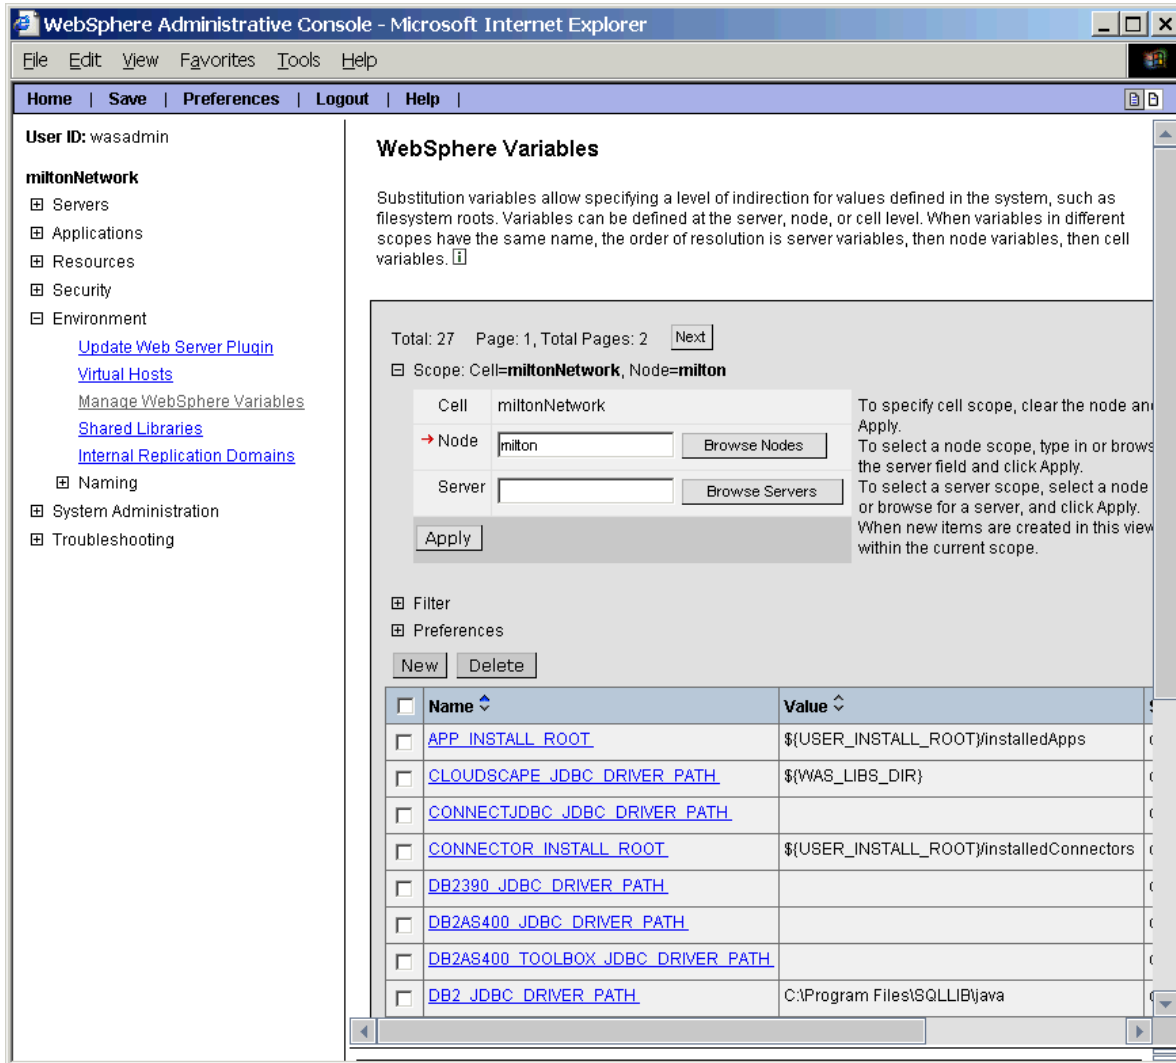 WebSphere Administrative Console - Microsoft Internet Explorer
File Edit View Favorites Tools Help
Home | Save | Preferences | Logout | Help |
User ID: wasadmin
miltonNetwork
Servers
Applications
Resources
Security
Environment
Update Web Server Plugin
Virtual Hosts
Manage WebSphere Variables
Shared Libraries
Internal Replication Domains
Naming
System Administration
Troubleshooting
WebSphere Variables
Substitution variables allow specifying a level of indirection for values defined in the system, such as
filesystem roots. Variables can be defined at the server, node, or cell level. When variables in different
scopes have the same name, the order of resolution is server variables, then node variables, then cell
variables. i
Total: 27 Page: 1, Total Pages: 2 Next
Scope: Cell=miltonNetwork, Node=milton
Cell miltonNetwork
Node milton Browse Nodes
Server Browse Servers
Apply
To specify cell scope, clear the node and
Apply.
To select a node scope, type in or brows
the server field and click Apply.
To select a server scope, select a node
or browse for a server, and click Apply.
When new items are created in this view
within the current scope.
Filter
Preferences
New Delete
Name Value
APP_INSTALL_ROOT ${USER_INSTALL_ROOT}/installedApps
CLOUDSCAPE_JDBC_DRIVER_PATH ${WAS_LIBS_DIR}
CONNECTJDBC_JDBC_DRIVER_PATH
CONNECTOR_INSTALL_ROOT ${USER_INSTALL_ROOT}/installedConnectors
DB2390_JDBC_DRIVER_PATH
DB2AS400_JDBC_DRIVER_PATH
DB2AS400_TOOLBOX_JDBC_DRIVER_PATH
DB2_JDBC_DRIVER_PATH C:\Program Files\SQLLIB\java